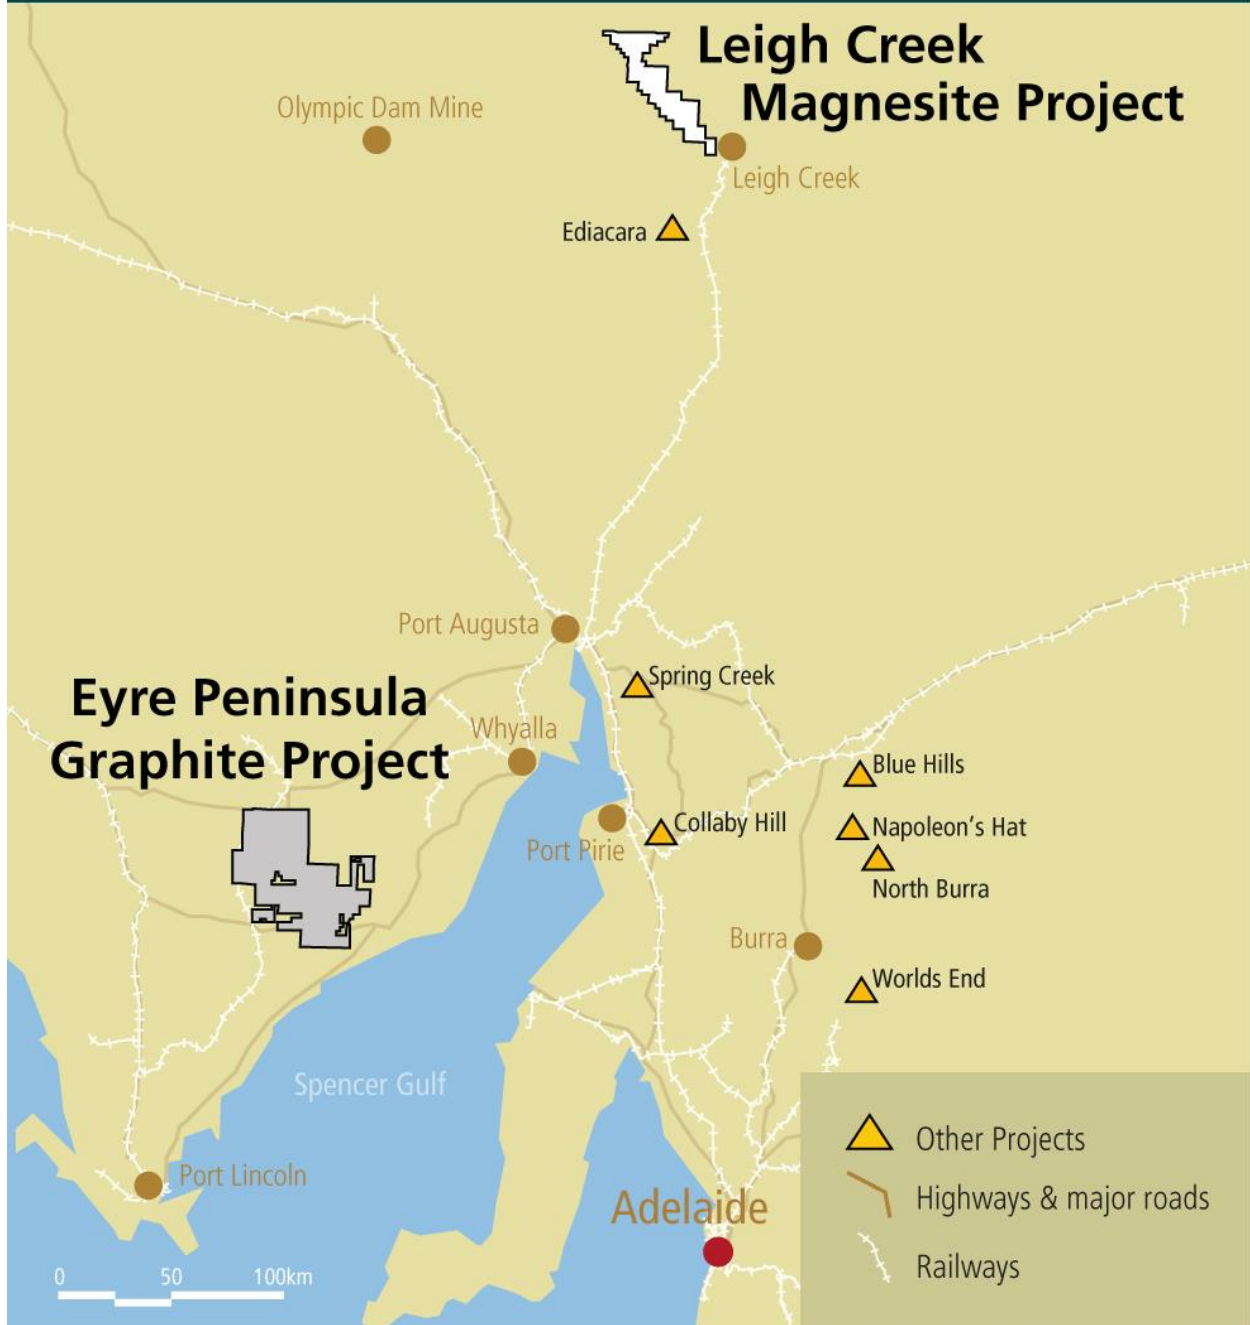 Leigh Creek
Magnesite Project
Olympic Dam Mine
Leigh Creek
Ediacara
Port Augusta
Spring Creek
Eyre Peninsula
Graphite Project
Whyalla
Blue Hills
Collaby Hill
Napoleon's Hat
Port Pirie
North Burra
Burra
Worlds End
Spencer Gulf
Other Projects
Port Lincoln
Highways & major roads
Adelaide
Railways
0 50 100km